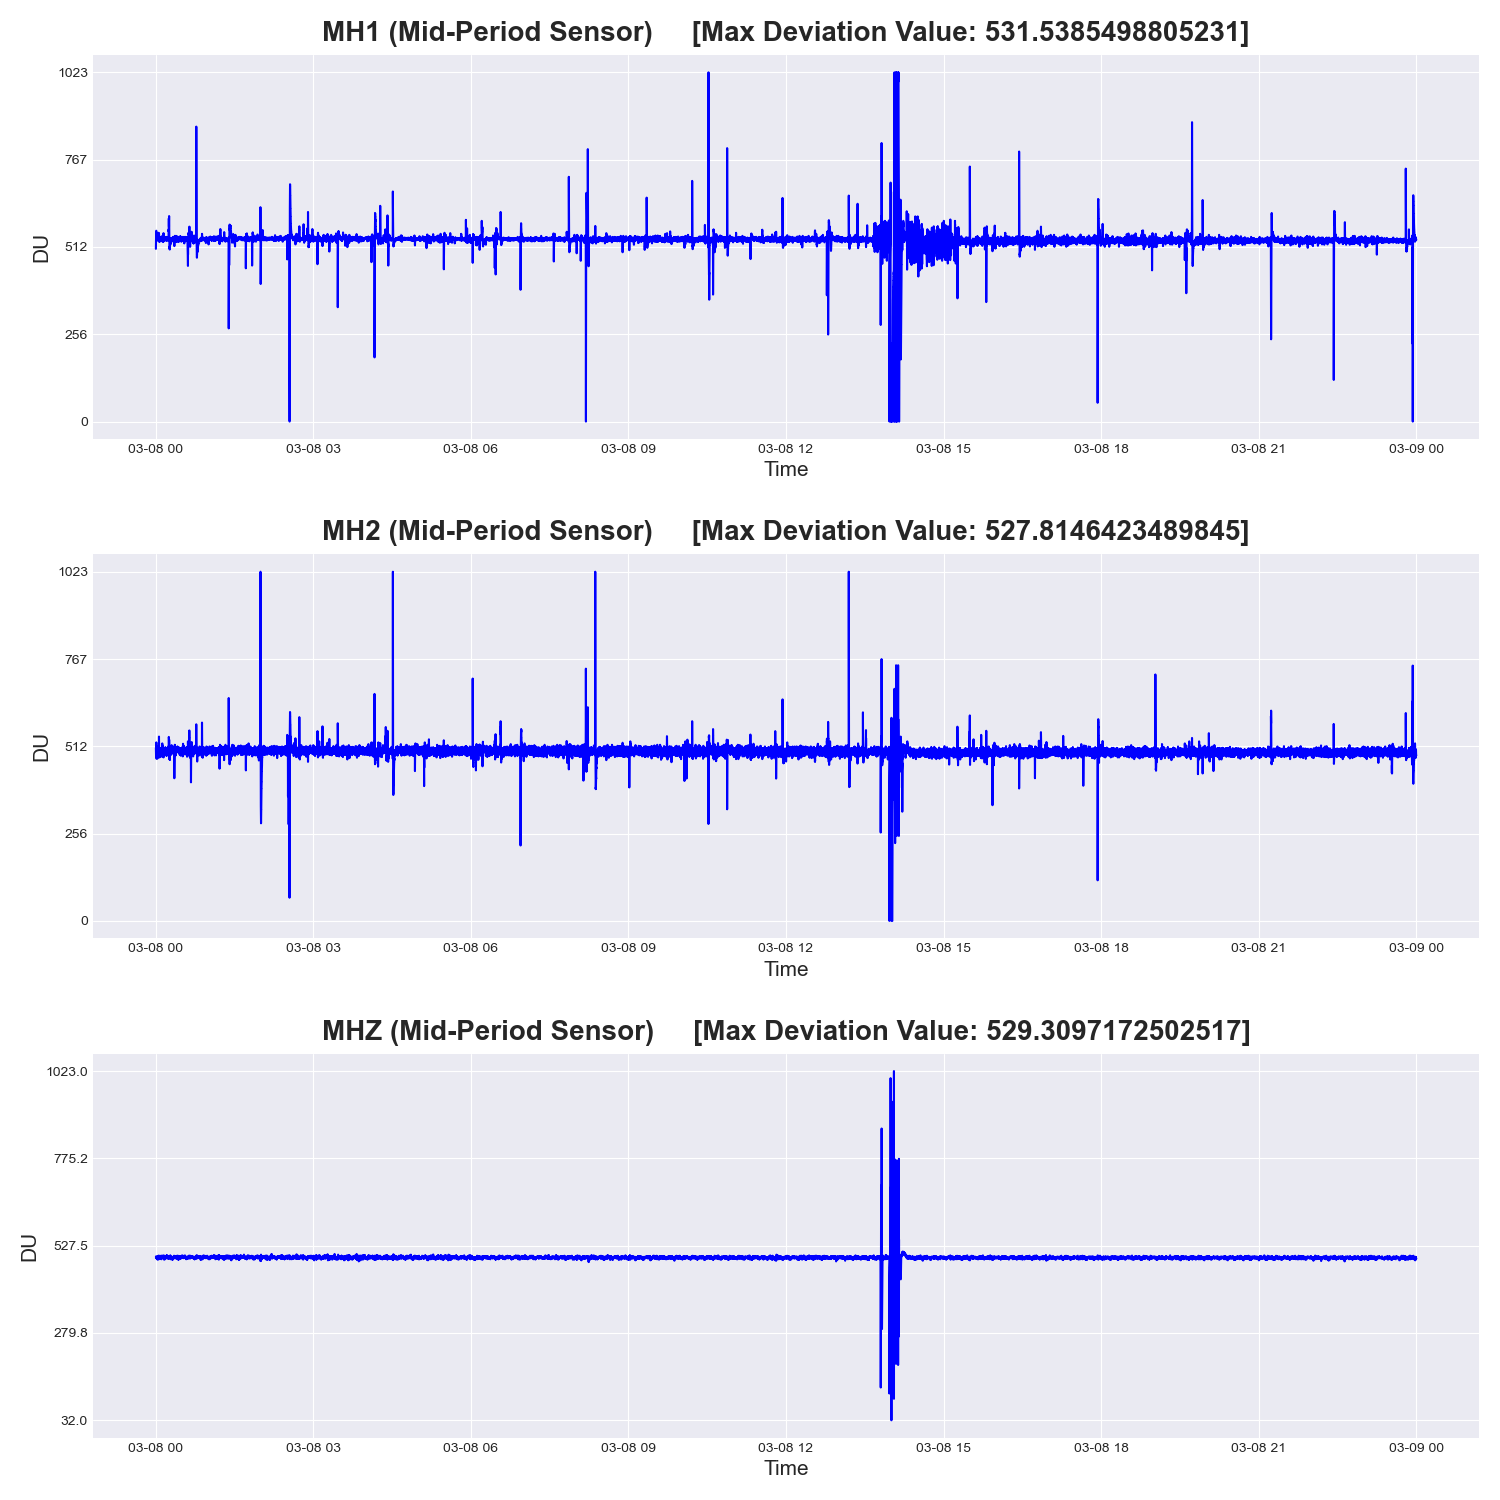 MH1 (Mid-Period Sensor) [Max Deviation Value: 531.5385498805231]
1023
767
512
256
0
DU
03-08 00 03-08 03 03-08 06 03-08 09 03-08 12 03-08 15 03-08 18 03-08 21 03-09 00
Time
MH2 (Mid-Period Sensor) [Max Deviation Value: 527.8146423489845]
1023
767
512
256
0
DU
03-08 00 03-08 03 03-08 06 03-08 09 03-08 12 03-08 15 03-08 18 03-08 21 03-09 00
Time
MHZ (Mid-Period Sensor) [Max Deviation Value: 529.3097172502517]
1023.0
775.2
527.5
279.8
32.0
DU
03-08 00 03-08 03 03-08 06 03-08 09 03-08 12 03-08 15 03-08 18 03-08 21 03-09 00
Time